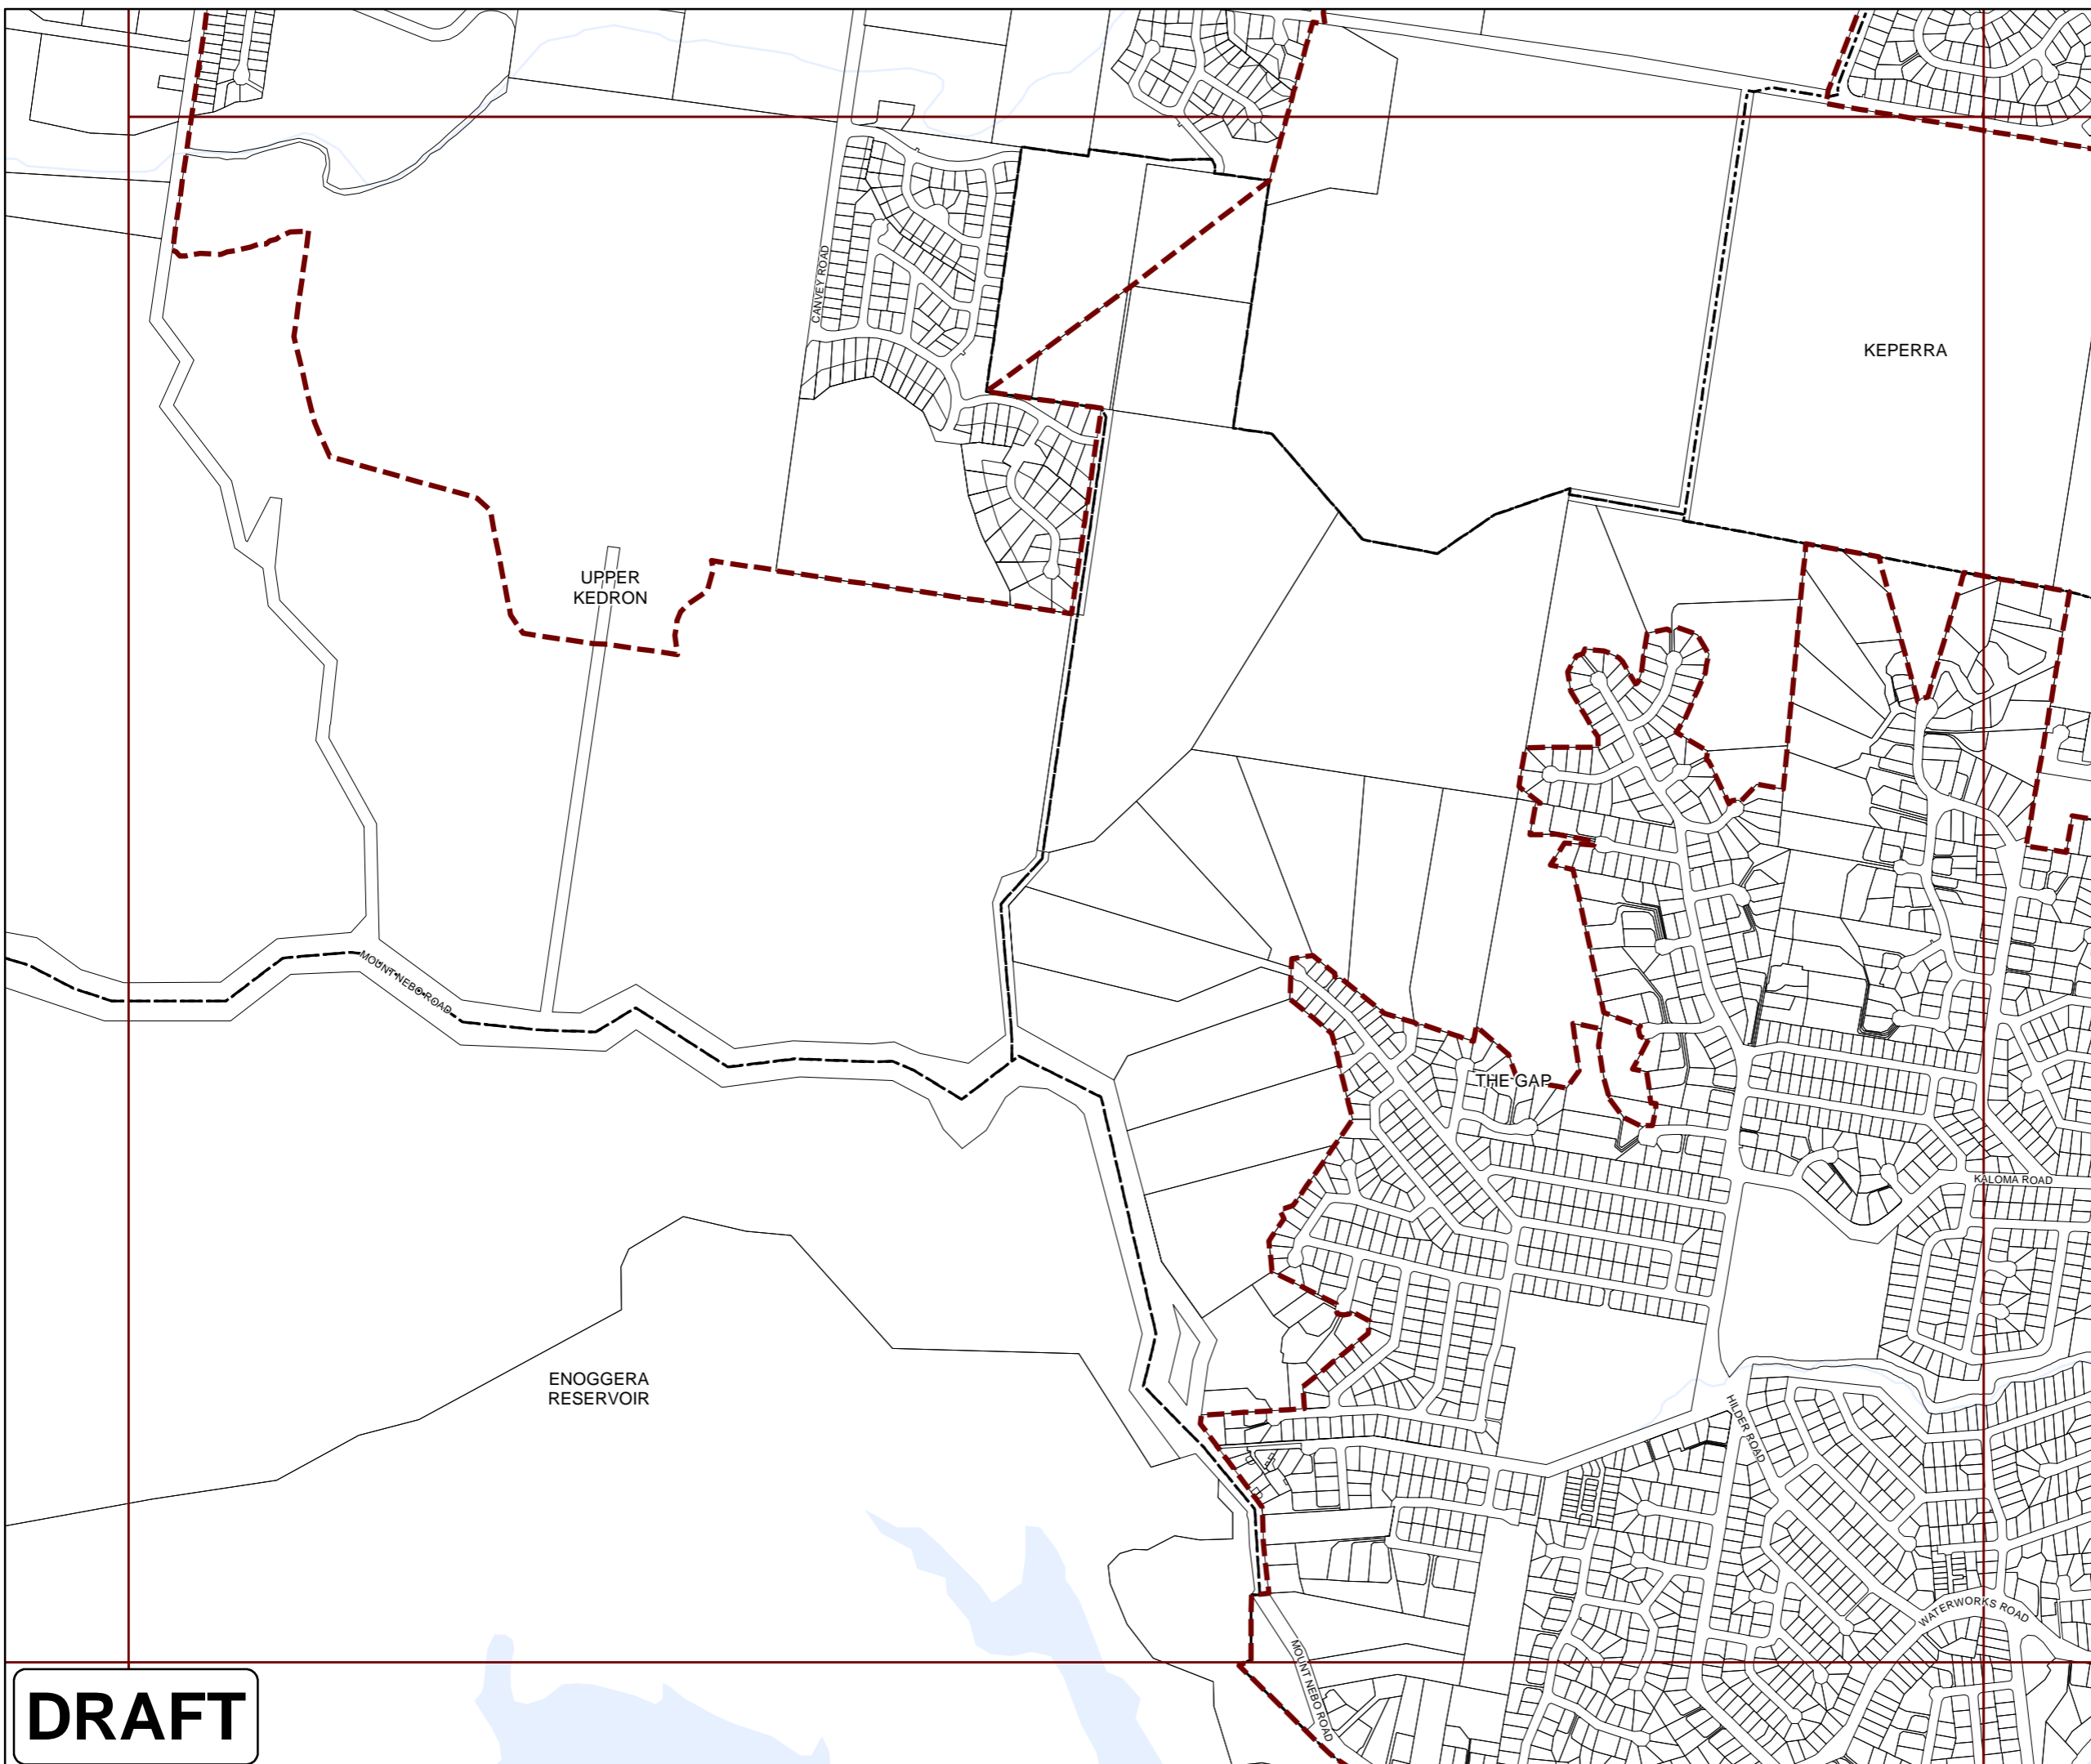 CANVEY ROAD
KEPERRA
UPPER
KEDRON
MOUNT NEBO ROAD
THE GAP
KALOMA ROAD
ENOGGERA
RESERVOIR
HILDER ROAD
WATERWORKS ROAD
MOUNT NEBO ROAD
DRAFT